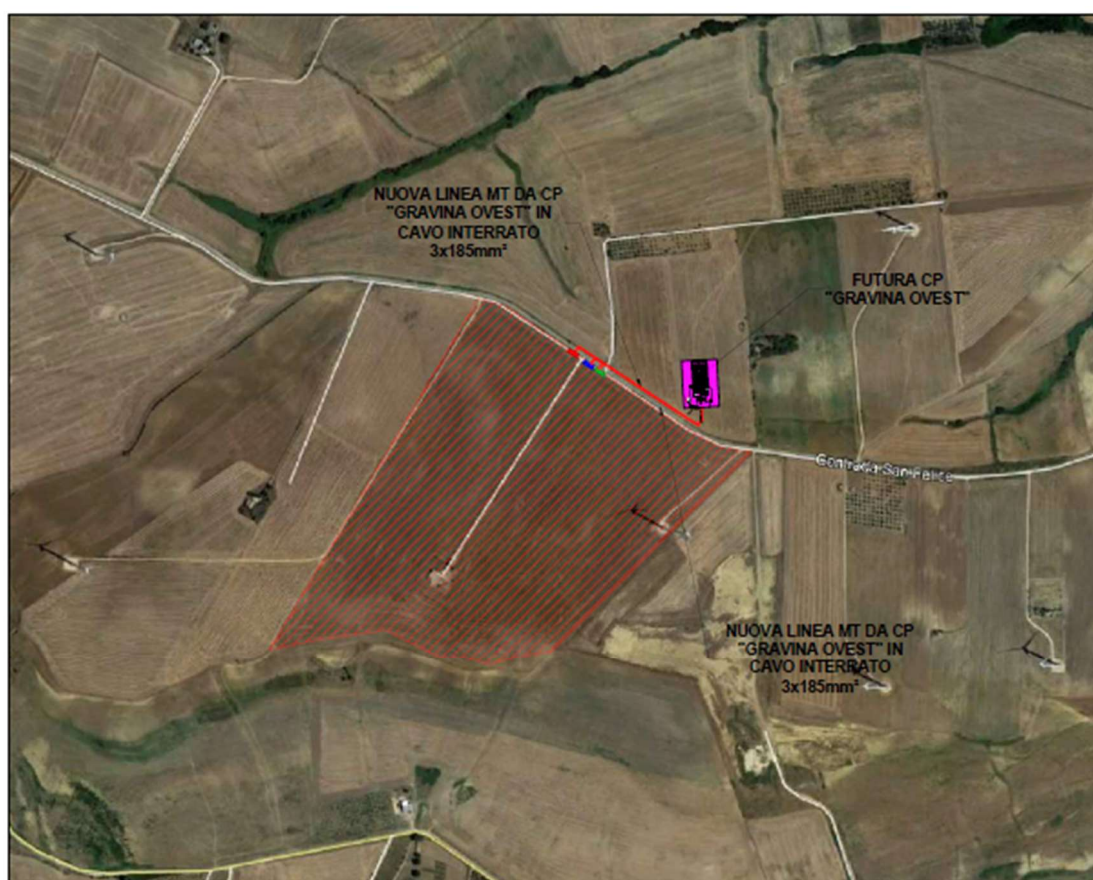 NUOVA LINEA MT DA CP
"GRAVINA OVEST" IN
CAVO INTERRATO
3x185mm²
FUTURA CP
"GRAVINA OVEST"
Contrada San Felice
NUOVA LINEA MT DA CP
"GRAVINA OVEST" IN
CAVO INTERRATO
3x185mm²